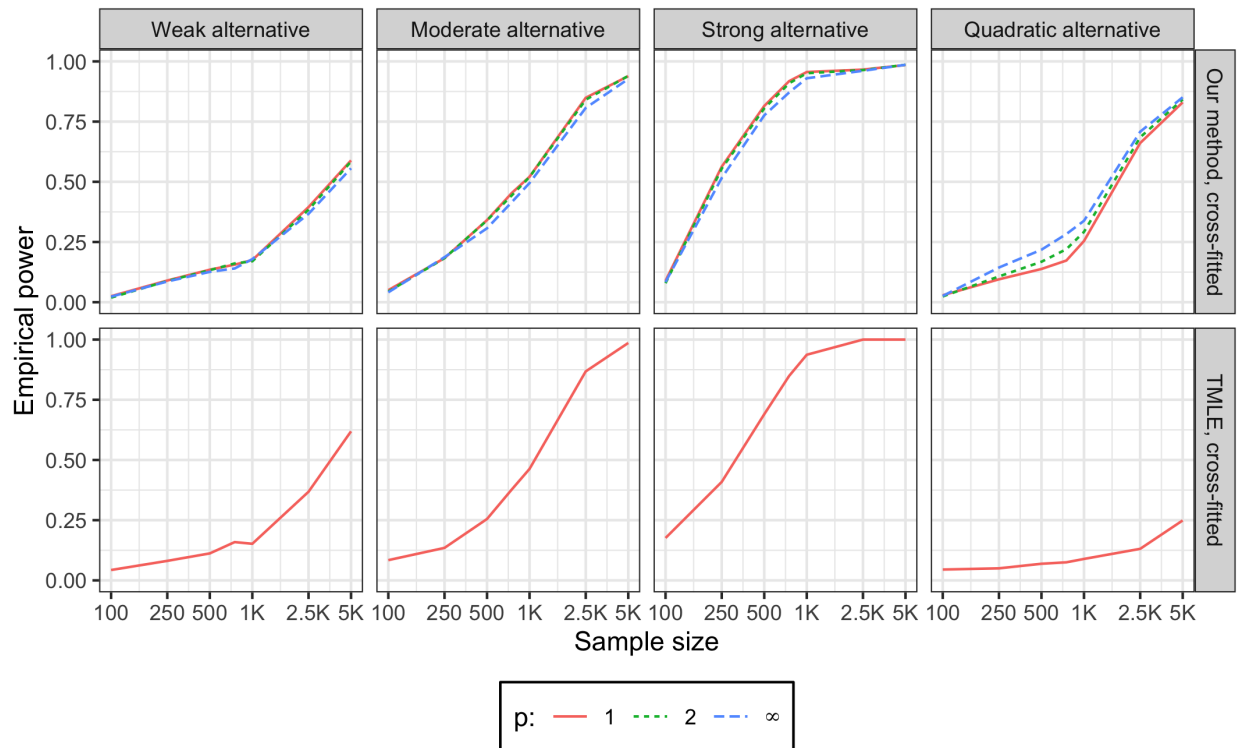 Weak alternative
Moderate alternative
Strong alternative
Quadratic alternative
Empirical power
1.00
0.75
0.50
0.25
0.00
Our method, cross-fitted
1.00
0.75
0.50
0.25
0.00
TMLE, cross-fitted
100 250 500 1K 2.5K 5K
100 250 500 1K 2.5K 5K
100 250 500 1K 2.5K 5K
100 250 500 1K 2.5K 5K
Sample size
p: 1 2 ∞